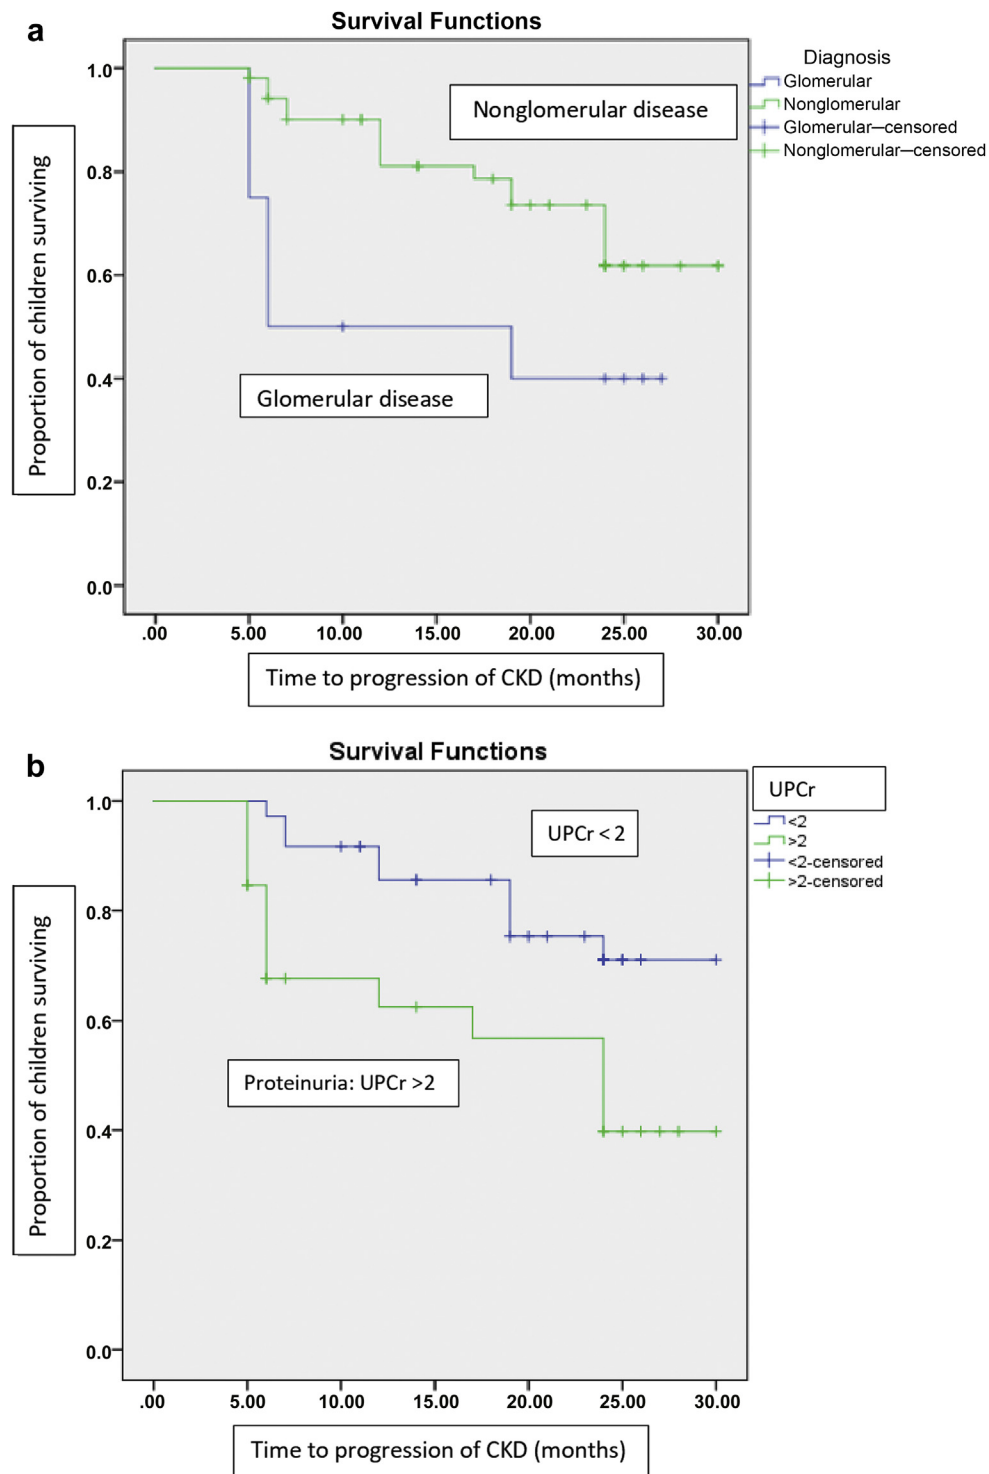 a
Survival Functions
Diagnosis
Glomerular
Nonglomerular
Glomerular—censored
Nonglomerular—censored
Nonglomerular disease
Glomerular disease
Proportion of children surviving
1.0
0.8
0.6
0.4
0.2
0.0
.00 5.00 10.00 15.00 20.00 25.00 30.00
Time to progression of CKD (months)
b
Survival Functions
UPCr
<2
>2
<2-censored
>2-censored
UPCr < 2
Proteinuria: UPCr >2
Proportion of children surviving
1.0
0.8
0.6
0.4
0.2
0.0
.00 5.00 10.00 15.00 20.00 25.00 30.00
Time to progression of CKD (months)